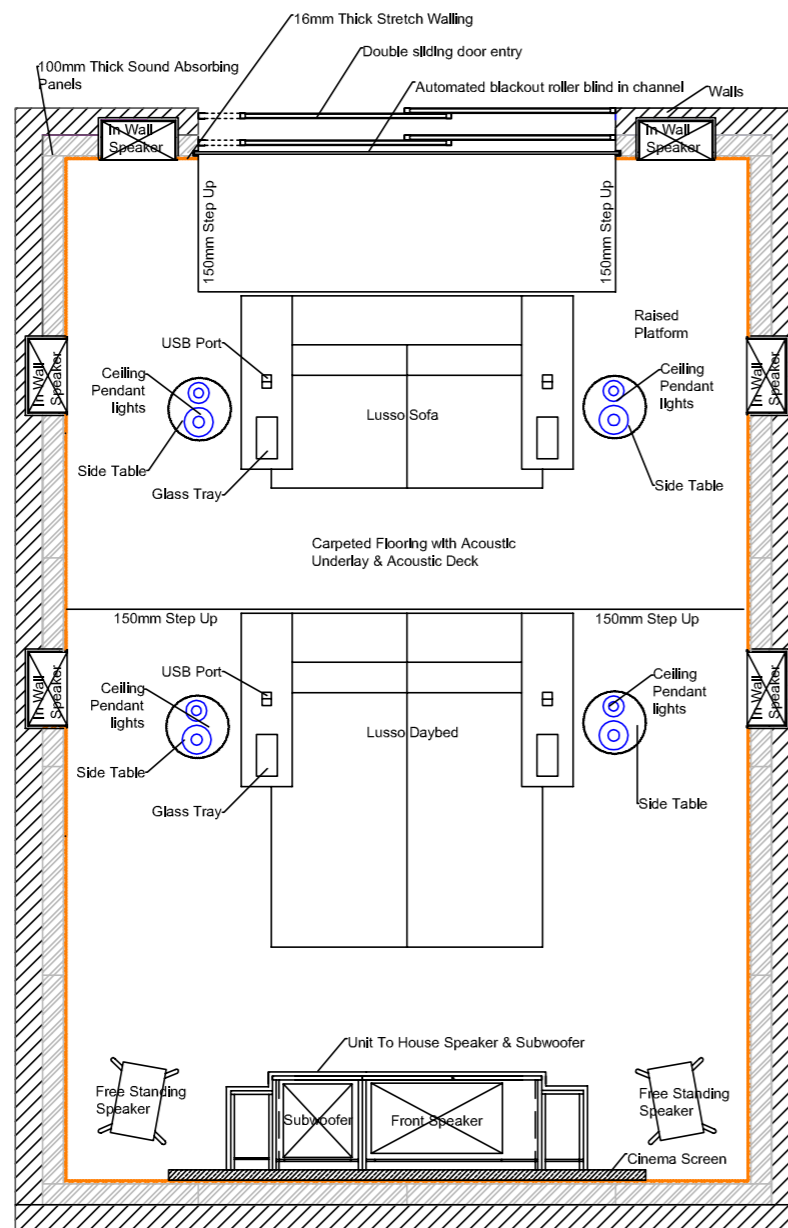 16mm Thick Stretch Walling
Double sliding door entry
100mm Thick Sound Absorbing
Panels
Automated blackout roller blind in channel
Walls
In Wall
Speaker
In Wall
Speaker
150mm Step Up
150mm Step Up
Raised
Platform
USB Port
In Wall
Speaker
Ceiling
Pendant
lights
Ceiling
Pendant
lights
In Wall
Speaker
Lusso Sofa
Side Table
Side Table
Glass Tray
Carpeted Flooring with Acoustic
Underlay & Acoustic Deck
150mm Step Up
150mm Step Up
USB Port
In Wall
Speaker
Ceiling
Pendant
lights
Ceiling
Pendant
lights
In Wall
Speaker
Lusso Daybed
Side Table
Side Table
Glass Tray
Unit To House Speaker & Subwoofer
Free Standing
Speaker
Free Standing
Speaker
Subwoofer
Front Speaker
Cinema Screen